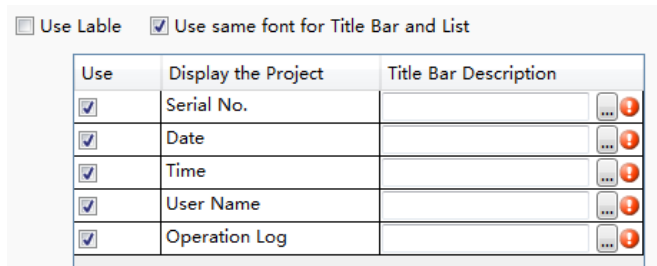 Use Lable Use same font for Title Bar and List
Use Display the Project Title Bar Description
Serial No. ...
Date ...
Time ...
User Name ...
Operation Log ...